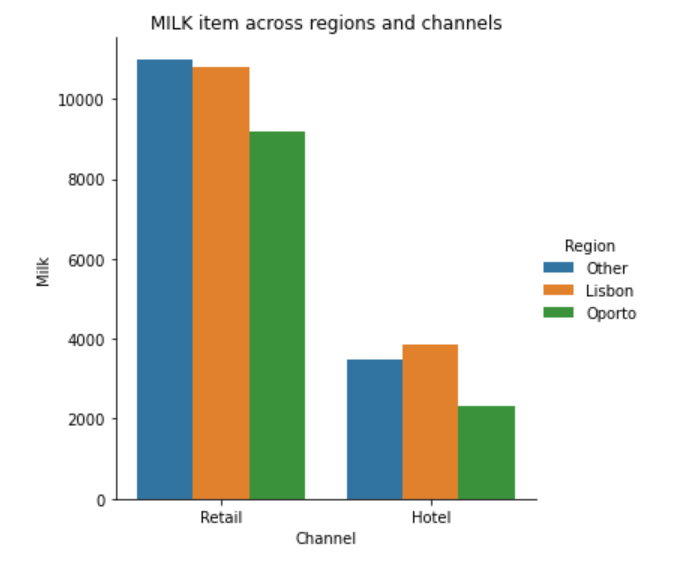 MILK item across regions and channels
10000
8000
6000
4000
2000
0
Milk
Retail
Hotel
Channel
Region
Other
Lisbon
Oporto